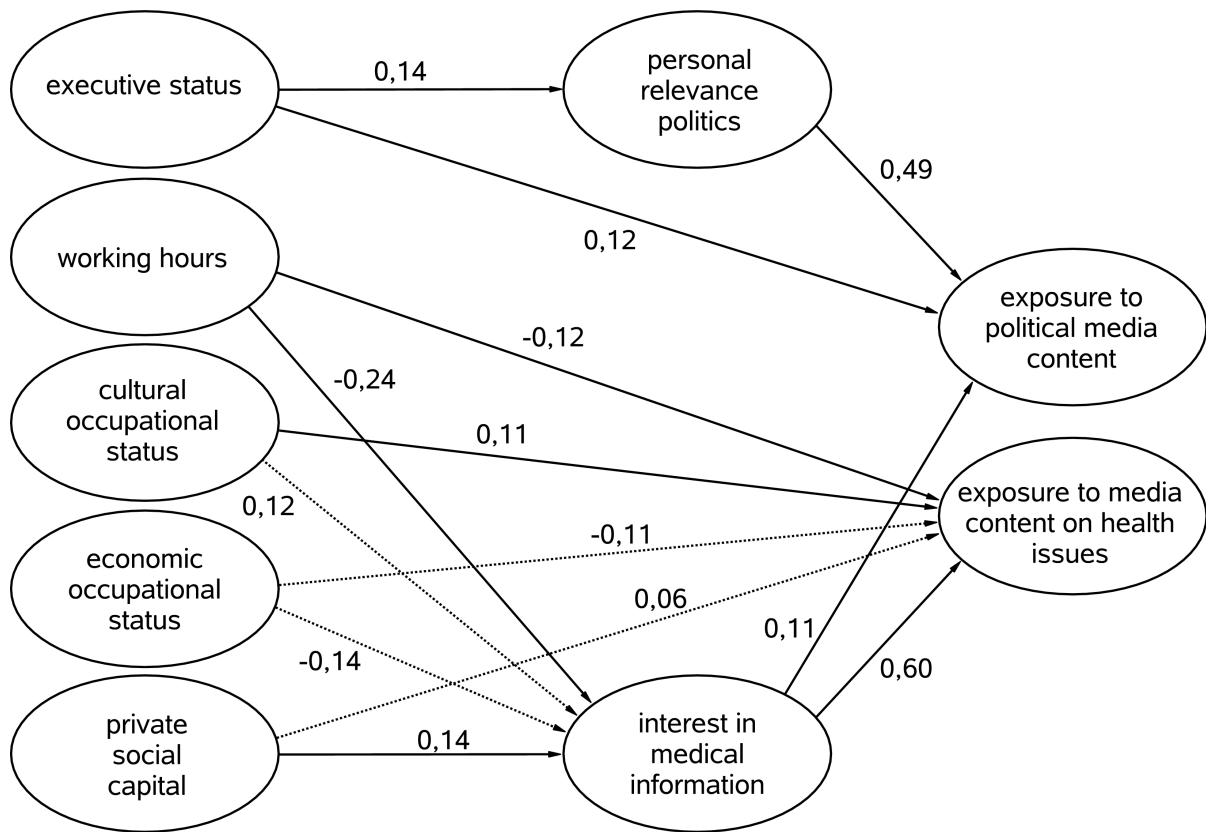 executive status
0,14
personal
relevance
politics
0,49
0,12
working hours
exposure to
political media
content
-0,12
-0,24
cultural
occupational
status
0,11
0,12
exposure to media
content on health
issues
-0,11
economic
occupational
status
0,06
0,11
-0,14
0,60
private
social
capital
0,14
interest in
medical
information